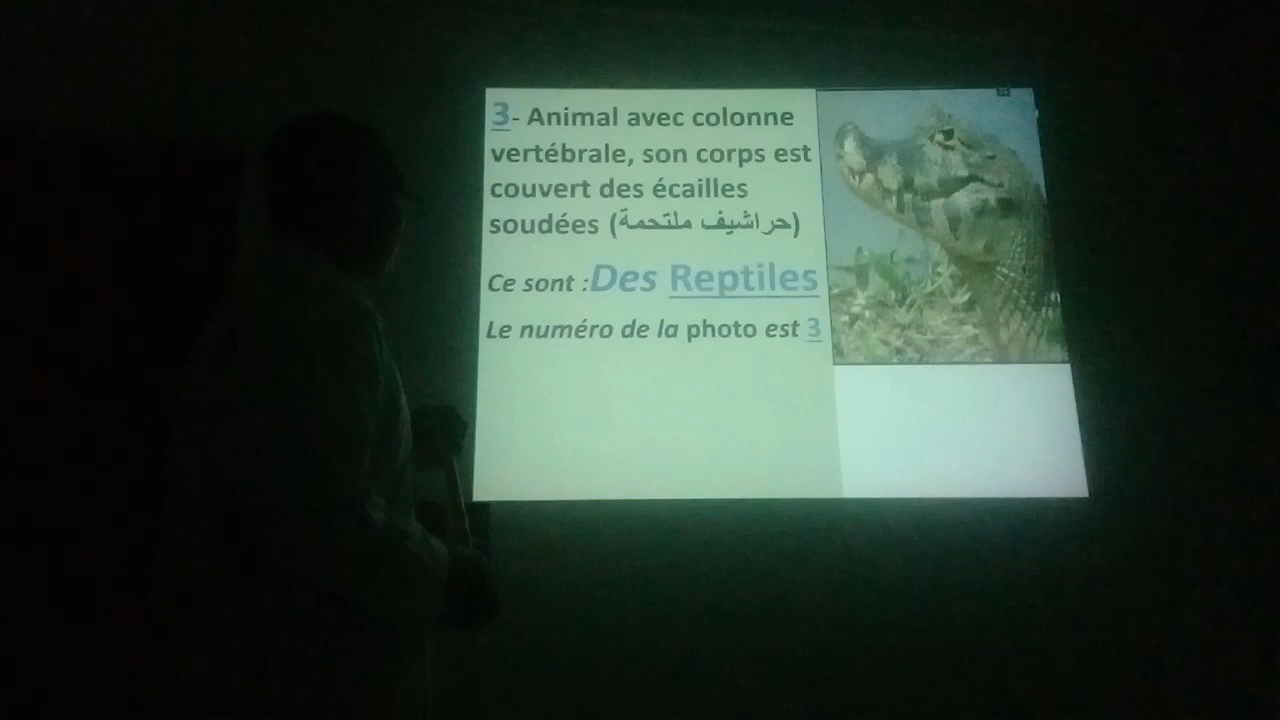 3- Animal avec colonne
vertébrale, son corps est
couvert des écailles
soudées (حراشيف ملتحمة)
Ce sont :Des Reptiles
Le numéro de la photo est 3